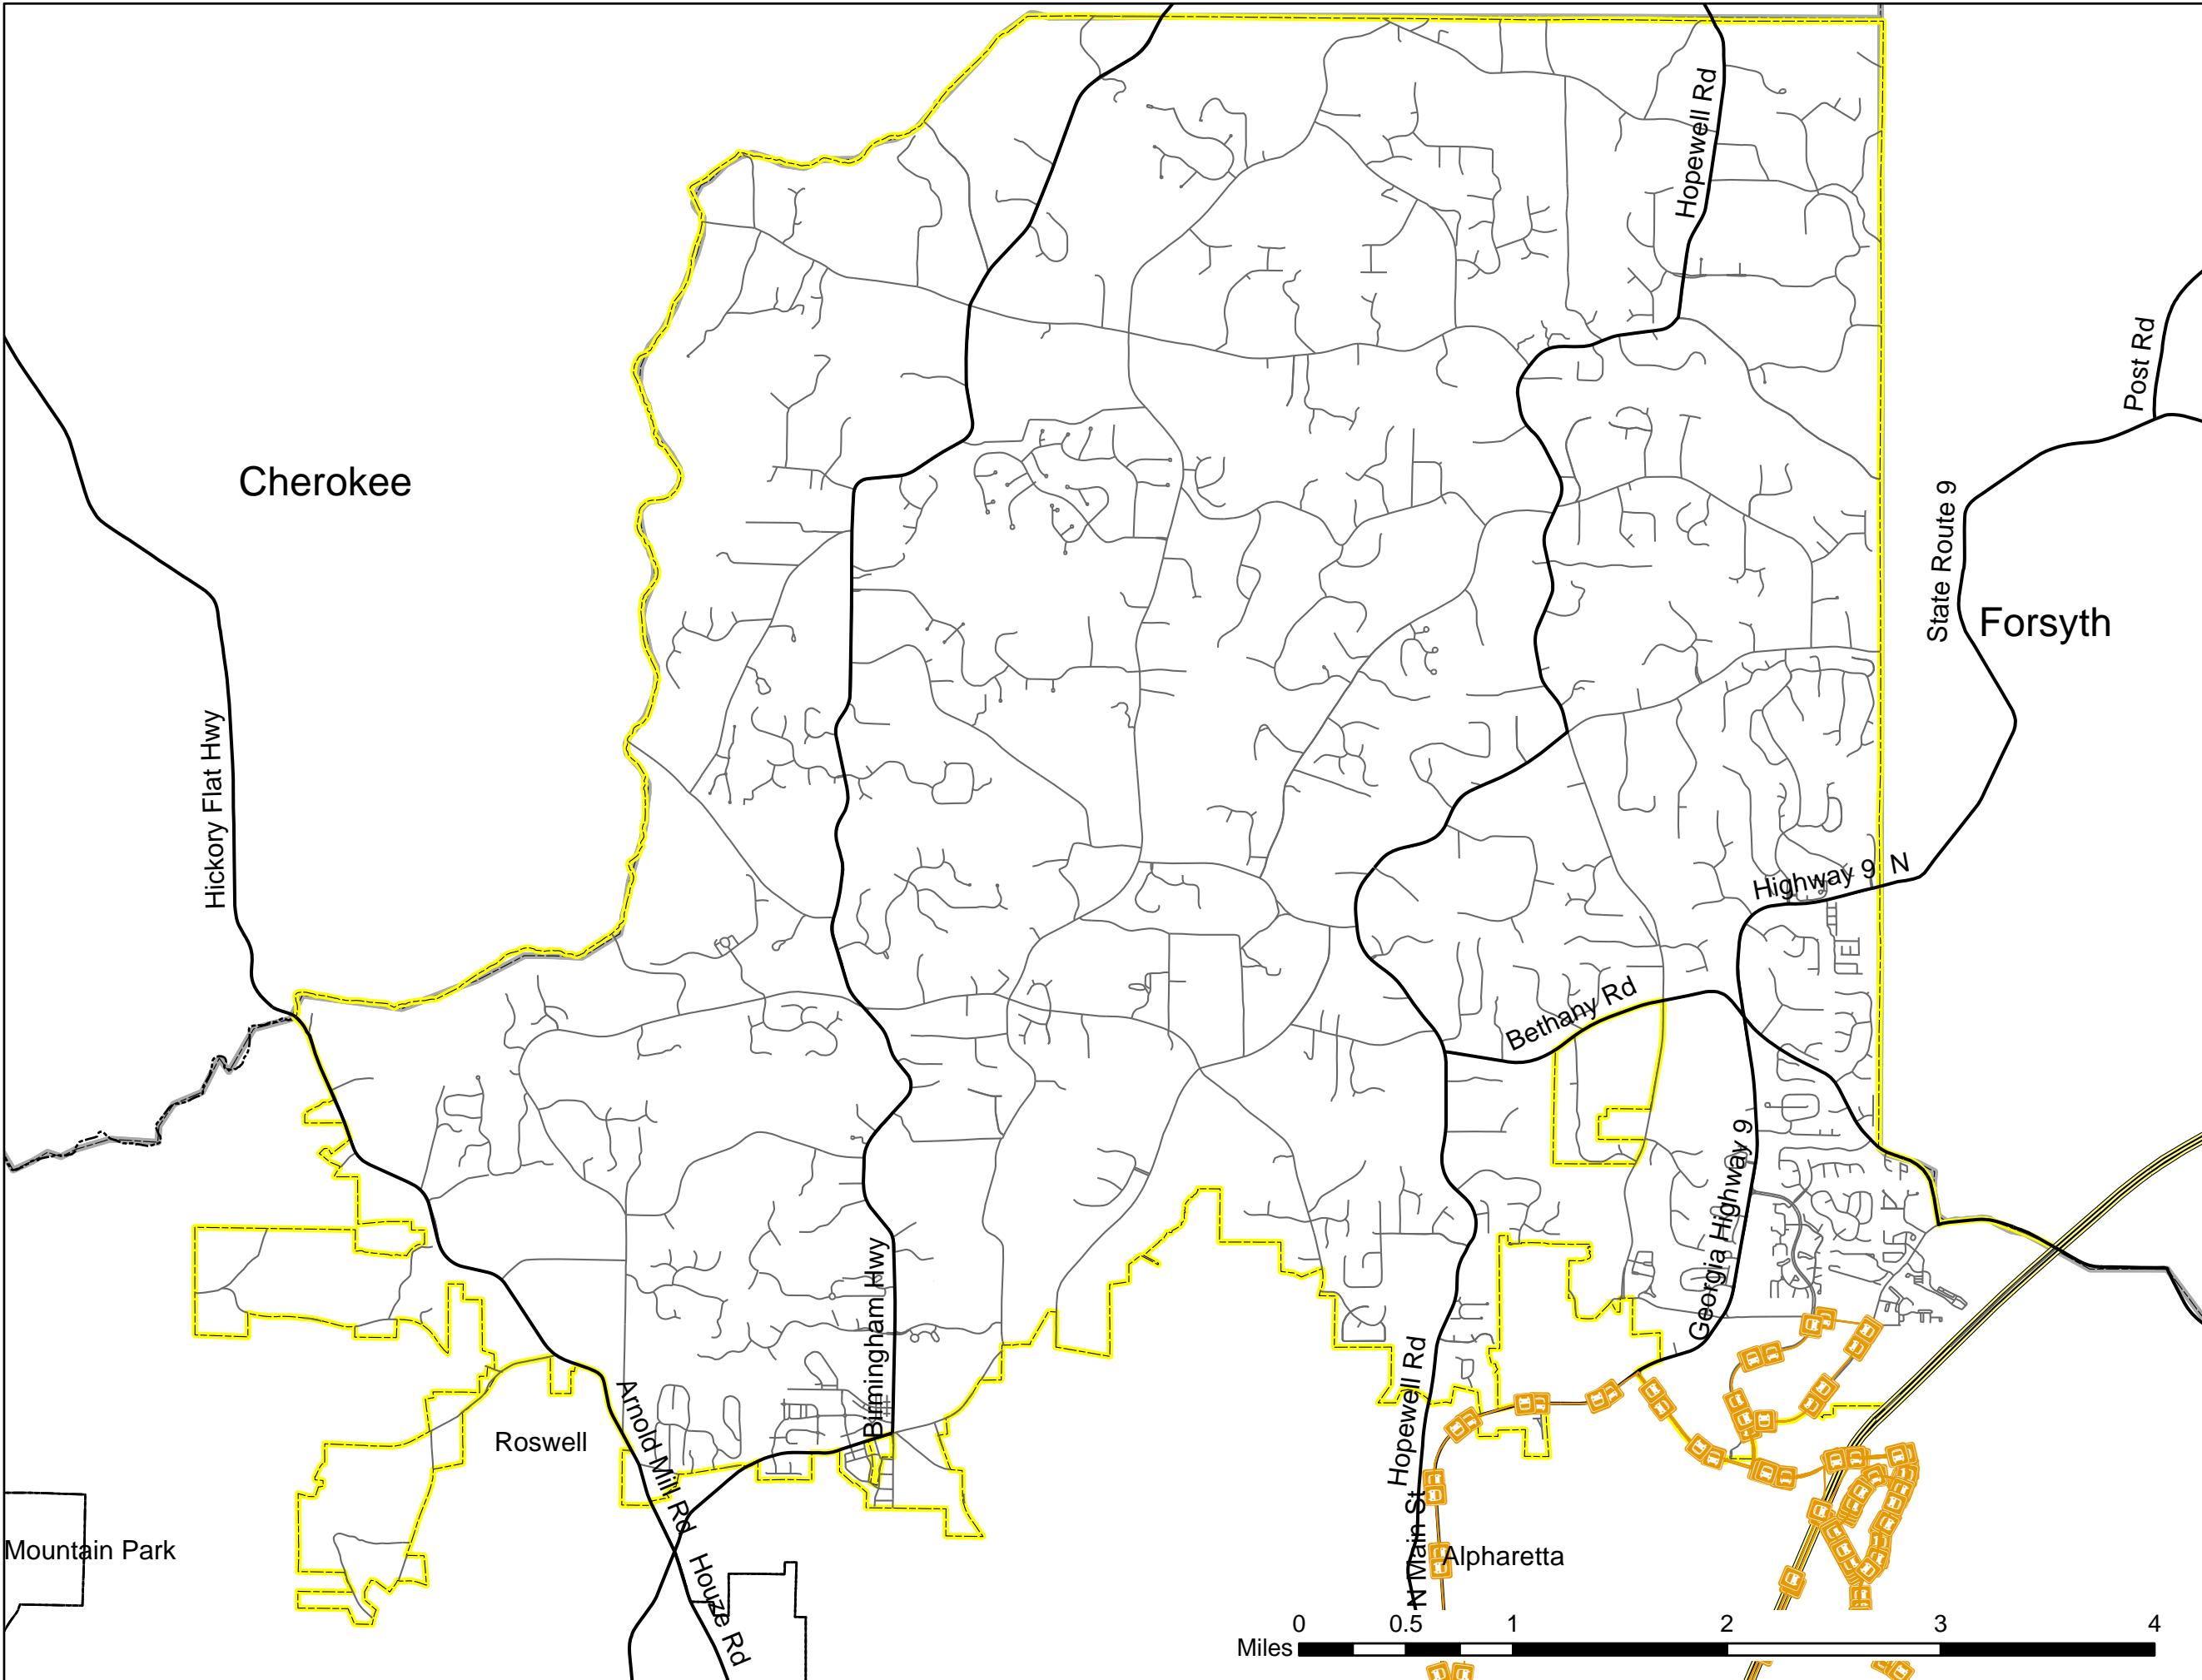 Hopewell Rd
Post Rd
Cherokee
State Route 9
Forsyth
Hickory Flat Hwy
Highway 9 N
Bethany Rd
Georgia Highway 9
Birmingham Hwy
Hopewell Rd
Arnold Mill Rd
Roswell
N Main St
Mountain Park
Alpharetta
Houze Rd
0 0.5 1 2 3 4
Miles